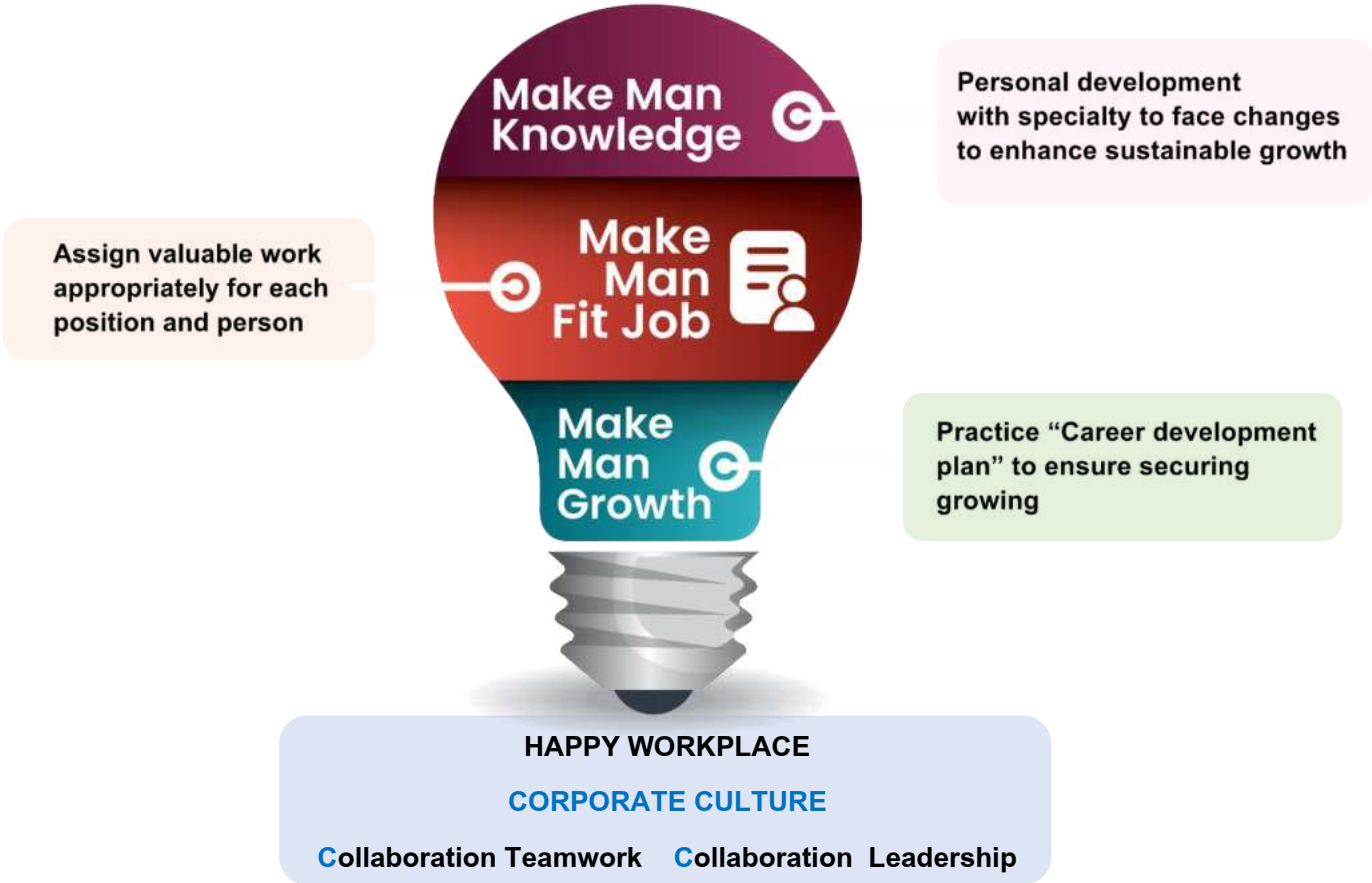 Make Man
Knowledge
Personal development
with specialty to face changes
to enhance sustainable growth
Assign valuable work
appropriately for each
position and person
Make
Man
Fit Job
Make
Man
Growth
Practice “Career development
plan” to ensure securing
growing
HAPPY WORKPLACE
CORPORATE CULTURE
Collaboration Teamwork Collaboration Leadership